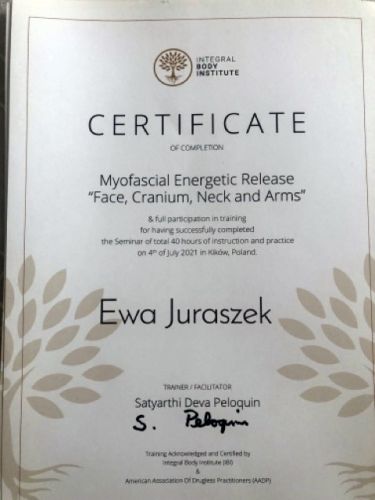 INTEGRAL
BODY
INSTITUTE
CERTIFICATE
OF COMPLETION
Myofascial Energetic Release
"Face, Cranium, Neck and Arms"
& full participation in training
for having successfully completed
the Seminar of total 40 hours of instruction and practice
on 4th of July 2021 in Kików, Poland.
Ewa Juraszek
TRAINER / FACILITATOR
Satyarthi Deva Peloquin
S. Peloquin
Training Acknowledged and Certified by
Integral Body Institute (IBI)
&
American Association Of Drugless Practitioners (AADP)